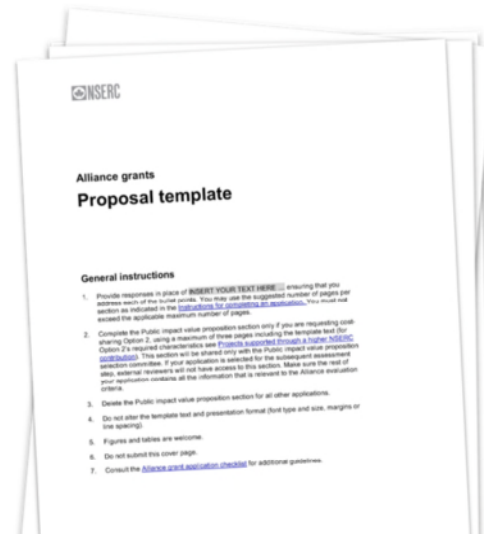 NSERC
Alliance grants
Proposal template
General instructions
1. Provide responses in place of INSERT YOUR TEXT HERE ... ensuring that you
address each of the bullet points. You may use the suggested number of pages per
section as indicated in the Instructions for completing an application. You must not
exceed the applicable maximum number of pages.
2. Complete the Public impact value proposition section only if you are requesting cost-
sharing Option 2, using a maximum of three pages including the template text (for
Option 2's required characteristics see Projects supported through a higher NSERC
contribution). This section will be shared only with the Public impact value proposition
selection committee. If your application is selected for the subsequent assessment
step, external reviewers will not have access to this section. Make sure the rest of
your application contains all the information that is relevant to the Alliance evaluation
criteria.
3. Delete the Public impact value proposition section for all other applications.
4. Do not alter the template text and presentation format (font type and size, margins or
line spacing).
5. Figures and tables are welcome.
6. Do not submit this cover page.
7. Consult the Alliance grant application checklist for additional guidelines.